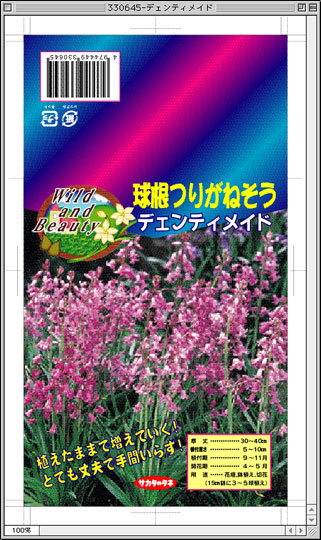 330645-デェンティメイド
4 974449 330645
Wild
and
Beauty
球根つりがねそう
デェンティメイド
植えたままで増えていく!
とても丈夫で手間いらず!
サカタのタネ
草丈…………30~40cm
植付深さ…………5~10cm
植付期…………9~11月
開花期…………4~5月
用途……花壇、鉢植え、切花
(15cm鉢に3~5球植え)
100%